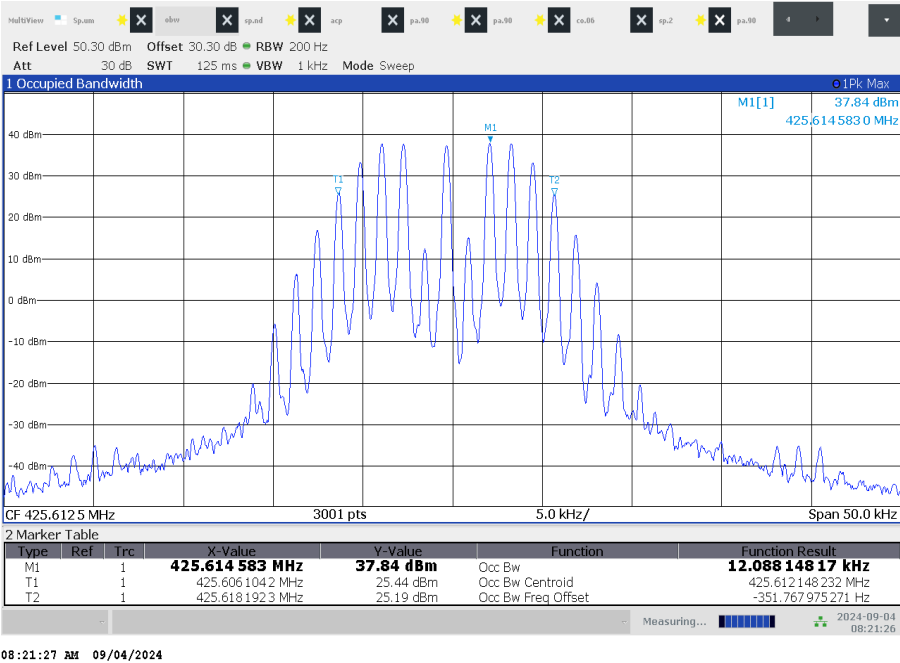 MultiView Sp.um obw sp.nd acp pa.90 pa.90 co.06 sp.2 pa.90
Ref Level 50.30 dBm Offset 30.30 dB RBW 200 Hz
Att 30 dB SWT 125 ms VBW 1 kHz Mode Sweep
1 Occupied Bandwidth 1Pk Max
M1[1] 37.84 dBm
425.614 583 0 MHz
M1
40 dBm
30 dBm
T1 T2
20 dBm
10 dBm
0 dBm
-10 dBm
-20 dBm
-30 dBm
-40 dBm
CF 425.612 5 MHz 3001 pts 5.0 kHz/ Span 50.0 kHz
2 Marker Table
Type Ref Trc X-Value Y-Value Function Function Result
M1 1 425.614 583 MHz 37.84 dBm Occ Bw 12.088 148 17 kHz
T1 1 425.606 104 2 MHz 25.44 dBm Occ Bw Centroid 425.612 148 232 MHz
T2 1 425.618 192 3 MHz 25.19 dBm Occ Bw Freq Offset -351.767 975 271 Hz
Measuring... 2024-09-04
08:21:26
08:21:27 AM 09/04/2024